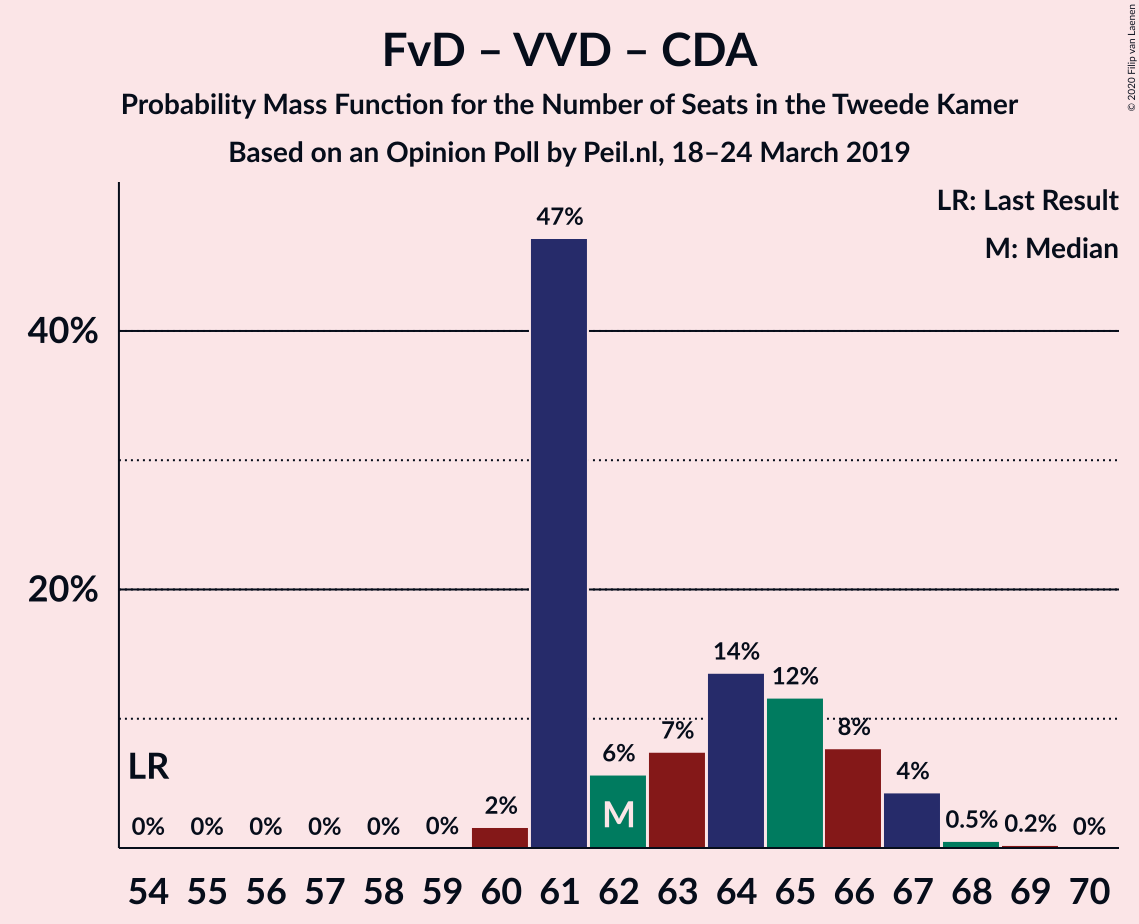 FvD – VVD – CDA
Probability Mass Function for the Number of Seats in the Tweede Kamer
Based on an Opinion Poll by Peil.nl, 18–24 March 2019
© 2020 Filip van Laenen
LR: Last Result
M: Median
47%
40%
20%
14%
12%
7%
8%
6%
4%
2%
LR
M
0% 0% 0% 0% 0% 0% 0.5% 0.2% 0%
54 55 56 57 58 59 60 61 62 63 64 65 66 67 68 69 70